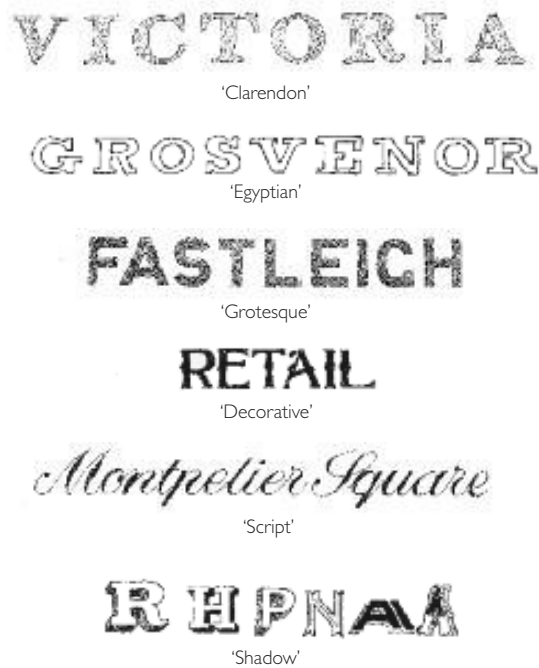 VICTORIA
‘Clarendon’
GROSVENOR
‘Egyptian’
FASTLEICH
‘Grotesque’
RETAIL
‘Decorative’
Montpelier Square
‘Script’
R H P N A A
‘Shadow’